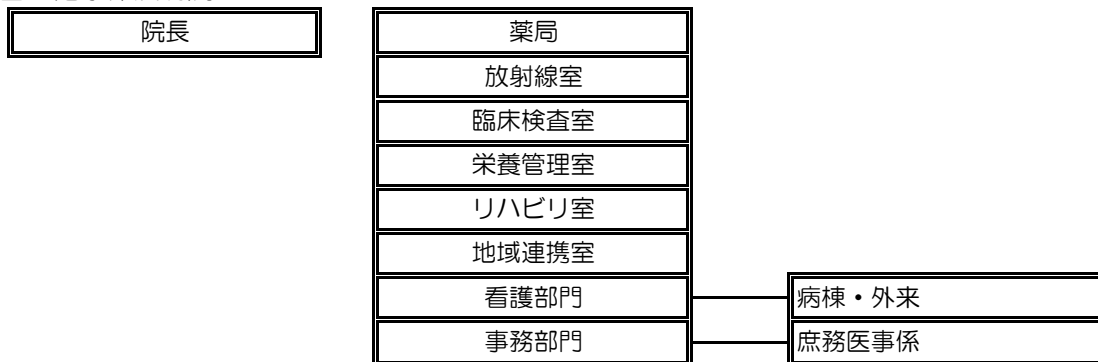 院長
薬局
放射線室
臨床検査室
栄養管理室
リハビリ室
地域連携室
看護部門
病棟・外来
事務部門
庶務医事係